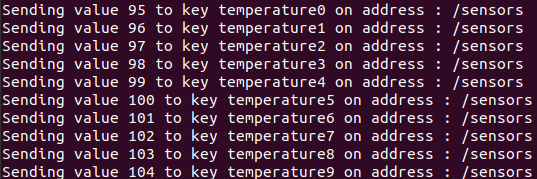 Sending value 95 to key temperature0 on address : /sensors
Sending value 96 to key temperature1 on address : /sensors
Sending value 97 to key temperature2 on address : /sensors
Sending value 98 to key temperature3 on address : /sensors
Sending value 99 to key temperature4 on address : /sensors
Sending value 100 to key temperature5 on address : /sensors
Sending value 101 to key temperature6 on address : /sensors
Sending value 102 to key temperature7 on address : /sensors
Sending value 103 to key temperature8 on address : /sensors
Sending value 104 to key temperature9 on address : /sensors